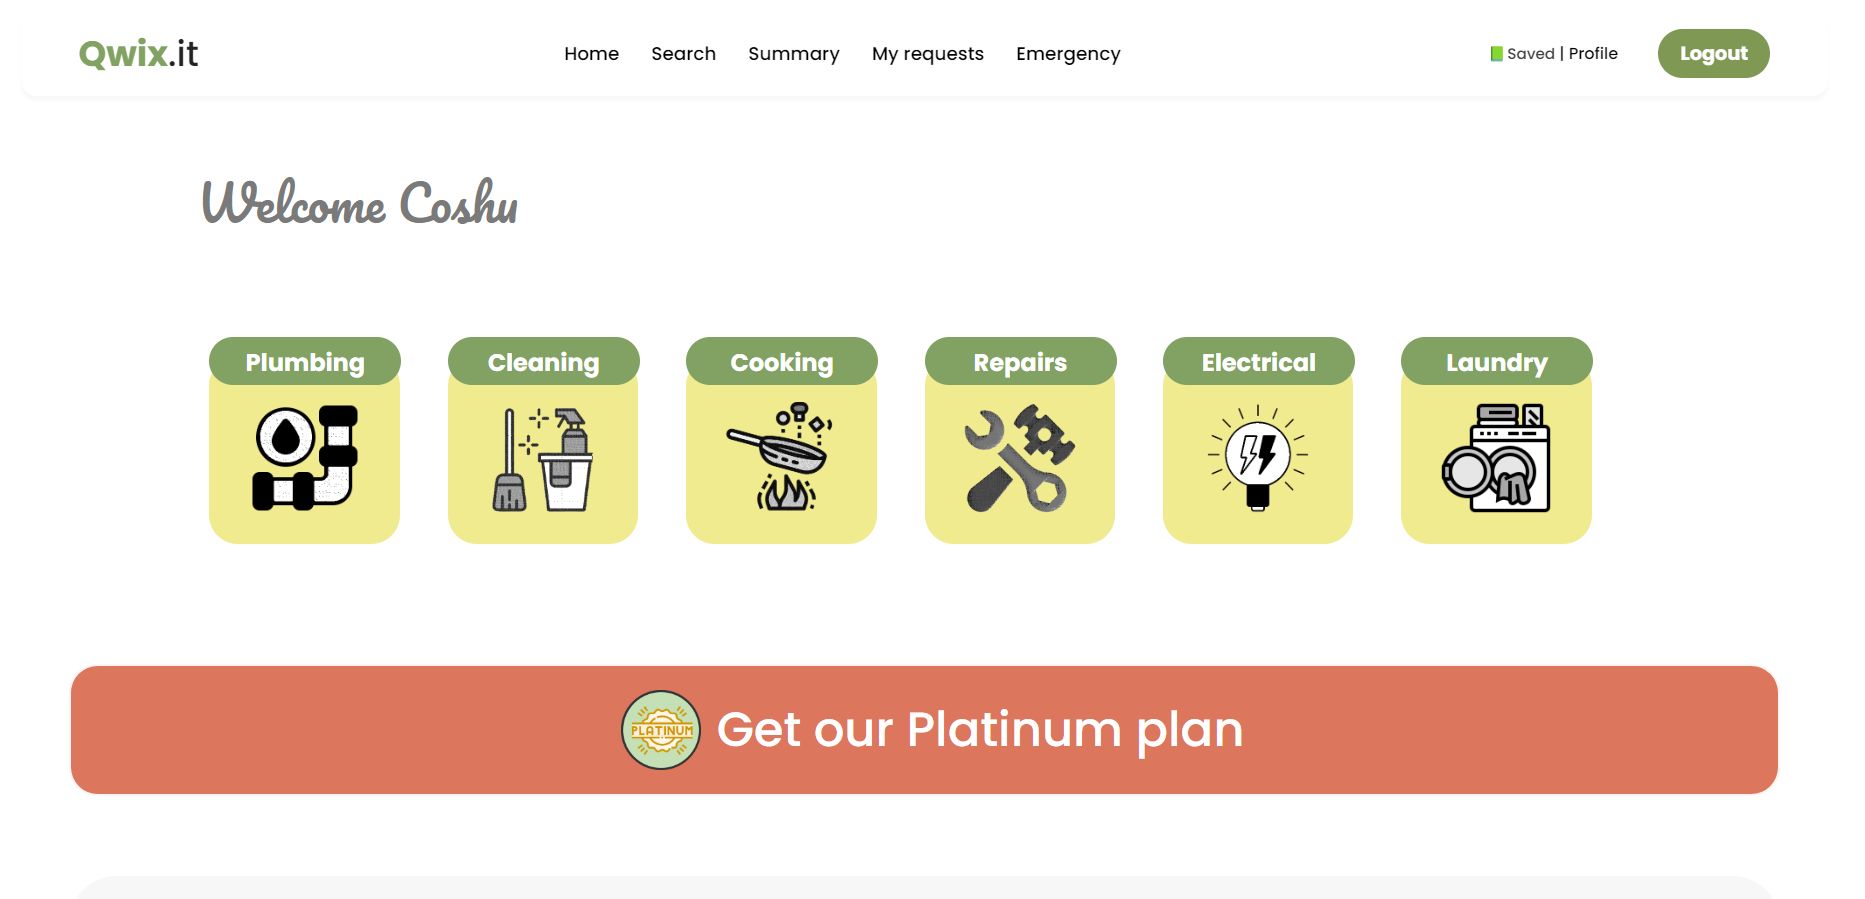 Qwix.it
Home Search Summary My requests Emergency
Saved | Profile
Logout
Welcome Coshu
Plumbing Cleaning Cooking Repairs Electrical Laundry
PLATINUM
Get our Platinum plan